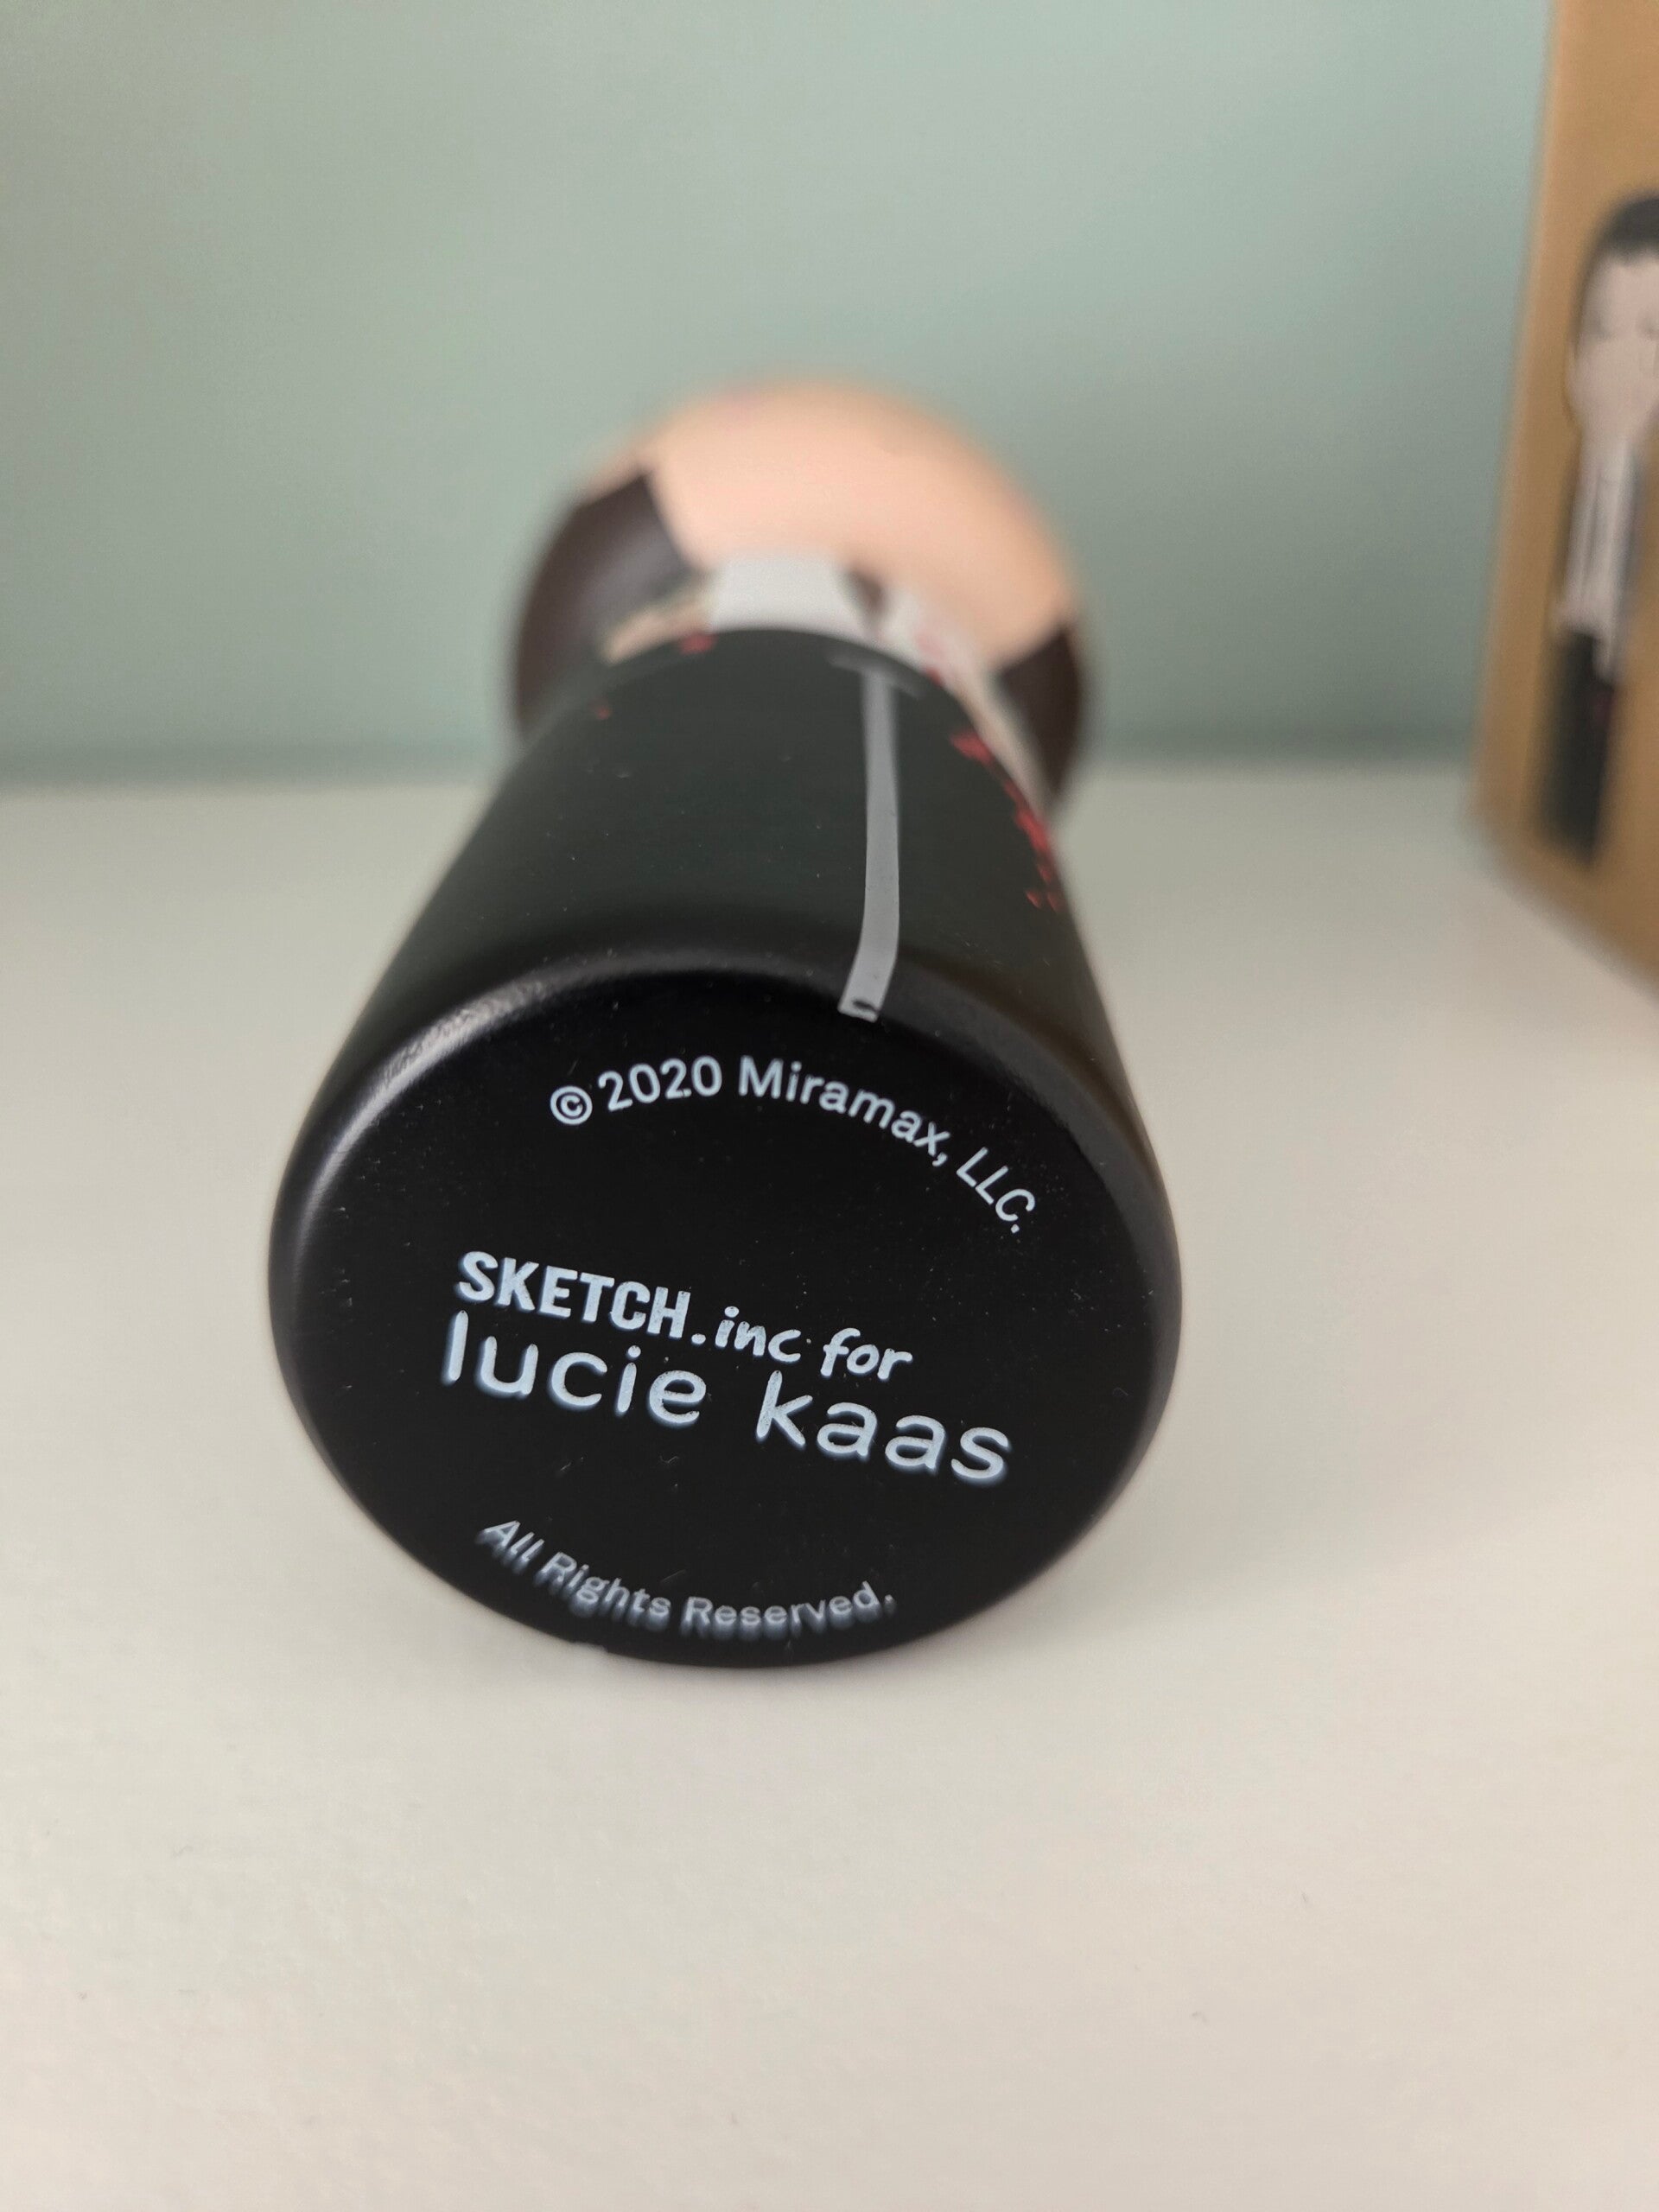 © 2020 Miramax, LLC.
SKETCH.inc for
lucie kaas
All Rights Reserved.